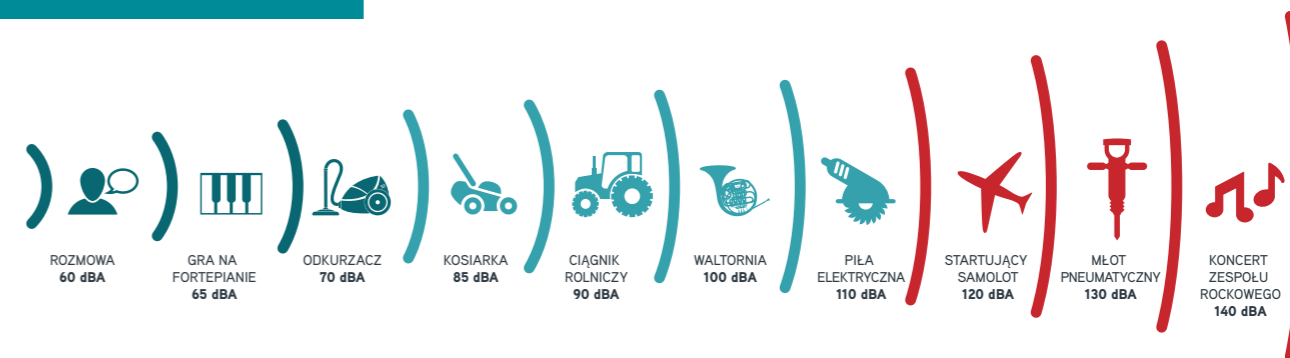 ROZMOWA
60 dBA
GRA NA
FORTEPIANIE
65 dBA
ODKURZACZ
70 dBA
KOSIARKA
85 dBA
CIĄGNIK
ROLNICZY
90 dBA
WALTORNIA
100 dBA
PIŁA
ELEKTRYCZNA
110 dBA
STARTUJĄCY
SAMOLOT
120 dBA
MŁOT
PNEUMATYCZNY
130 dBA
KONCERT
ZESPOŁU
ROCKOWEGO
140 dBA